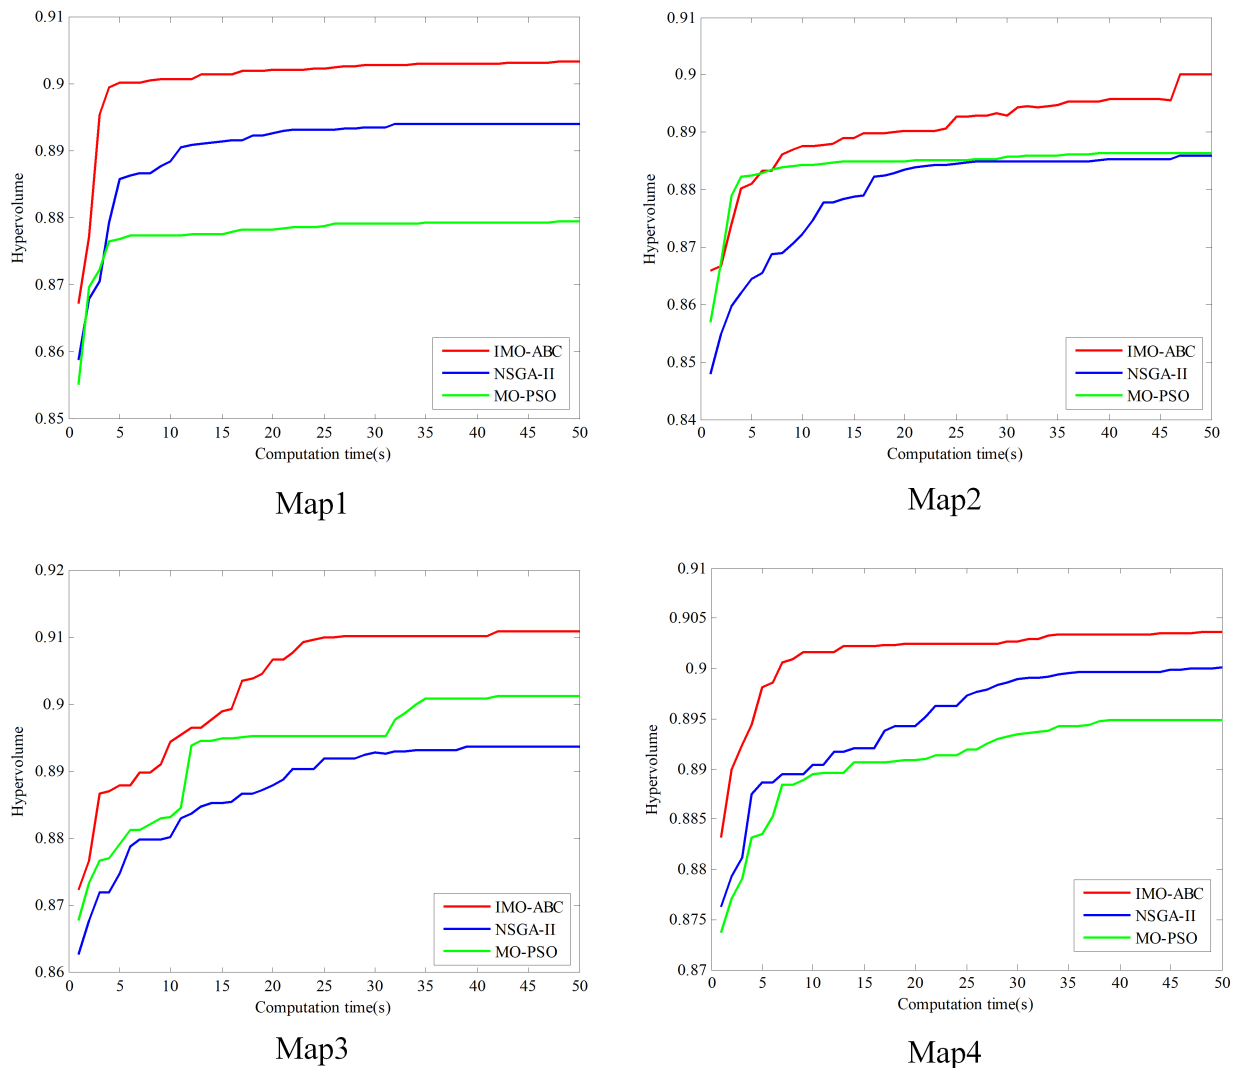 0.91
0.9
0.89
0.88
0.87
0.86
0.85
Hypervolume
0 5 10 15 20 25 30 35 40 45 50
Computation time(s)
IMO-ABC
NSGA-II
MO-PSO
Map1
0.91
0.9
0.89
0.88
0.87
0.86
0.85
0.84
Hypervolume
0 5 10 15 20 25 30 35 40 45 50
Computation time(s)
IMO-ABC
NSGA-II
MO-PSO
Map2
0.92
0.91
0.9
0.89
0.88
0.87
0.86
Hypervolume
0 5 10 15 20 25 30 35 40 45 50
Computation time(s)
IMO-ABC
NSGA-II
MO-PSO
Map3
0.91
0.905
0.9
0.895
0.89
0.885
0.88
0.875
0.87
Hypervolume
0 5 10 15 20 25 30 35 40 45 50
Computation time(s)
IMO-ABC
NSGA-II
MO-PSO
Map4